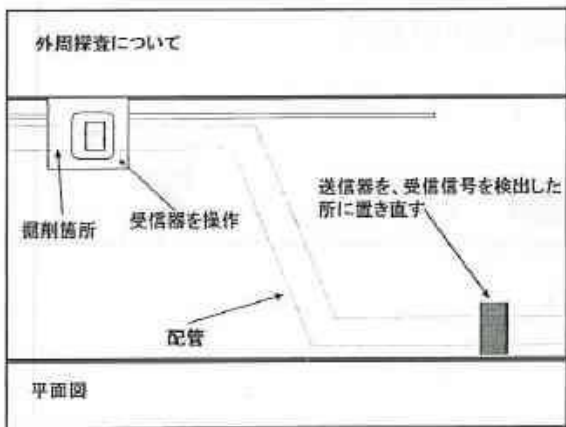 外周探査について
送信器を、受信信号を検出した
所に置き直す
掘削箇所
受信器を操作
配管
平面図